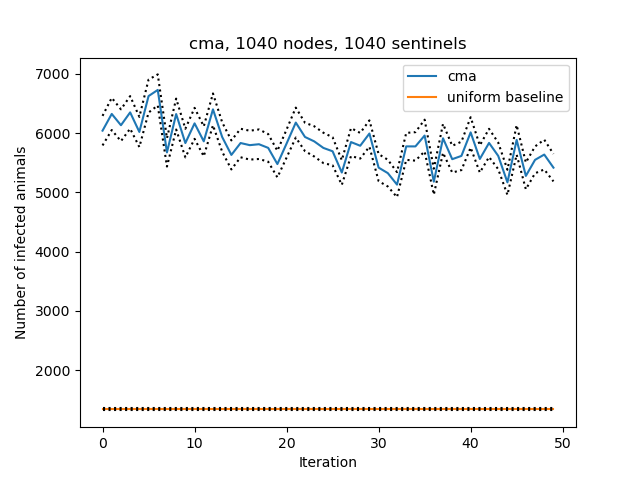 cma, 1040 nodes, 1040 sentinels
cma
uniform baseline
Number of infected animals
7000
6000
5000
4000
3000
2000
0 10 20 30 40 50
Iteration